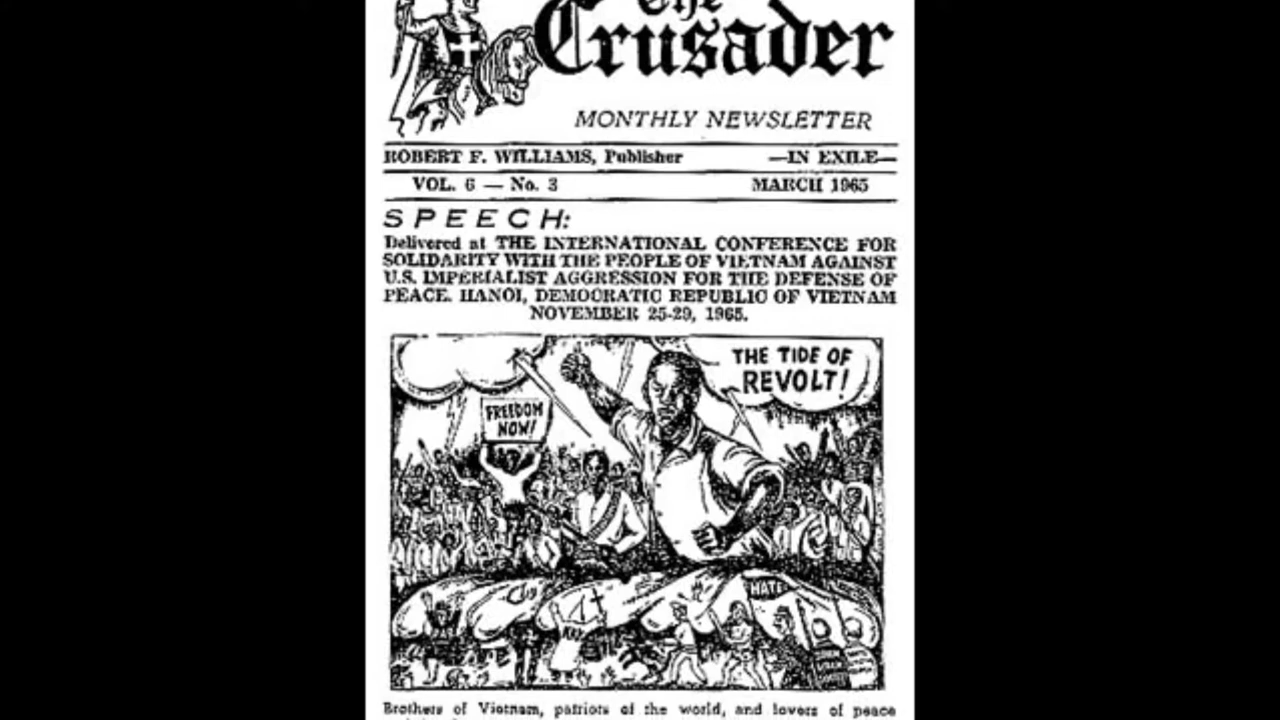 The
Crusader
MONTHLY NEWSLETTER
ROBERT F. WILLIAMS, Publisher —IN EXILE—
VOL. 6 — No. 3 MARCH 1965
SPEECH:
Delivered at THE INTERNATIONAL CONFERENCE FOR
SOLIDARITY WITH THE PEOPLE OF VIETNAM AGAINST
U.S. IMPERIALIST AGGRESSION FOR THE DEFENSE OF
PEACE. HANOI, DEMOCRATIC REPUBLIC OF VIETNAM
NOVEMBER 25-29, 1965.
THE TIDE OF
REVOLT!
FREEDOM
NOW!
HATE
KKK
Brothers of Vietnam, patriots of the world, and lovers of peace